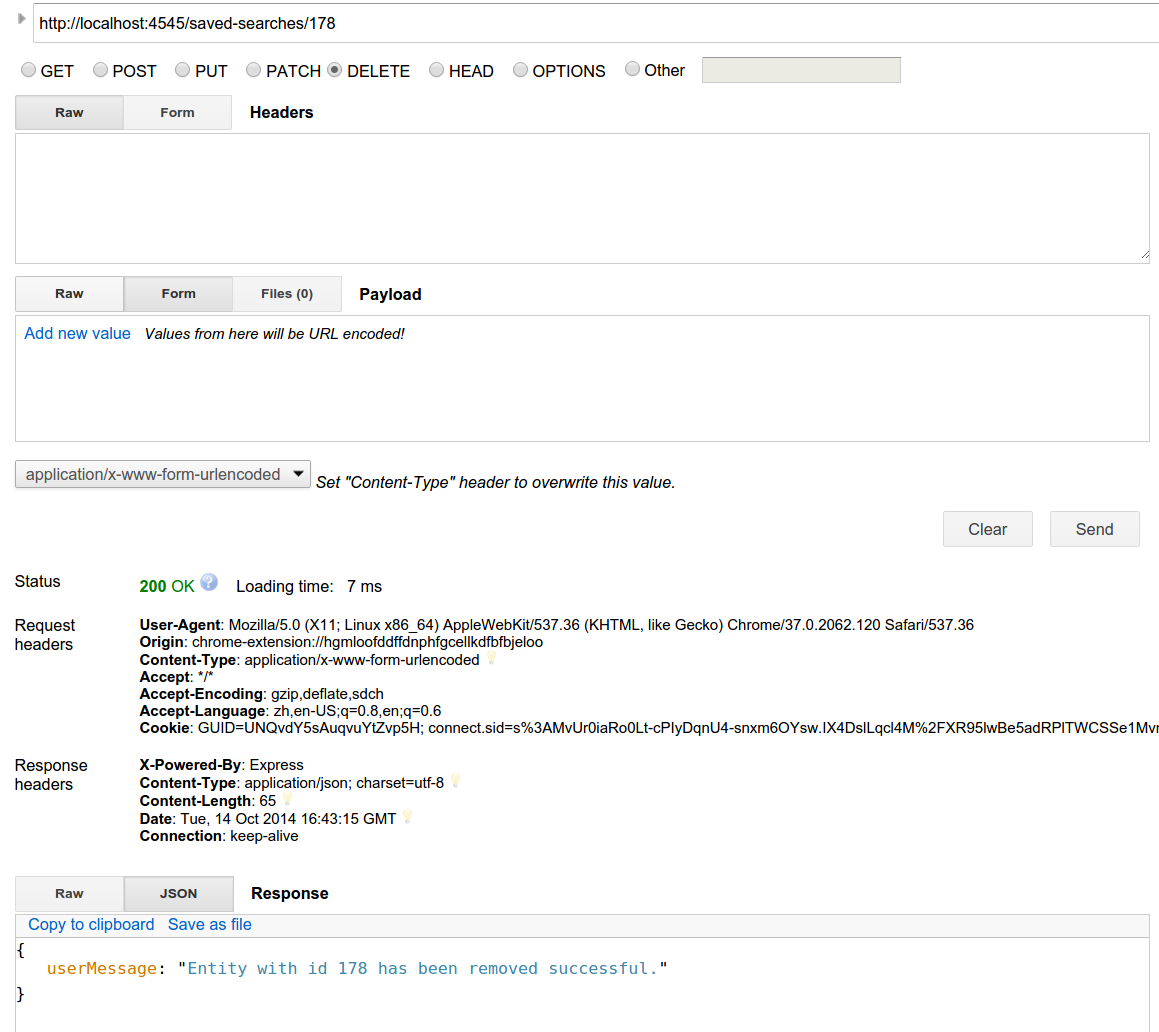 http://localhost:4545/saved-searches/178
GET POST PUT PATCH DELETE HEAD OPTIONS Other
Raw Form Headers
Raw Form Files (0) Payload
Add new value Values from here will be URL encoded!
application/x-www-form-urlencoded Set "Content-Type" header to overwrite this value.
Clear Send
Status 200 OK ? Loading time: 7 ms
Request headers
User-Agent: Mozilla/5.0 (X11; Linux x86_64) AppleWebKit/537.36 (KHTML, like Gecko) Chrome/37.0.2062.120 Safari/537.36
Origin: chrome-extension://hgmloofddffdnphfgcellkdfbfbjeloo
Content-Type: application/x-www-form-urlencoded
Accept: */*
Accept-Encoding: gzip,deflate,sdch
Accept-Language: zh,en-US;q=0.8,en;q=0.6
Cookie: GUID=UNQvdY5sAuqvuYtZvp5H; connect.sid=
Response headers
X-Powered-By: Express
Content-Type: application/json; charset=utf-8
Content-Length: 65
Date: Tue, 14 Oct 2014 16:43:15 GMT
Connection: keep-alive
Raw JSON Response
Copy to clipboard Save as file
{
userMessage: "Entity with id 178 has been removed successful."
}